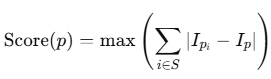 Score(p) = max ( ∑_{i∈S} |I_{p_i} − I_p| )